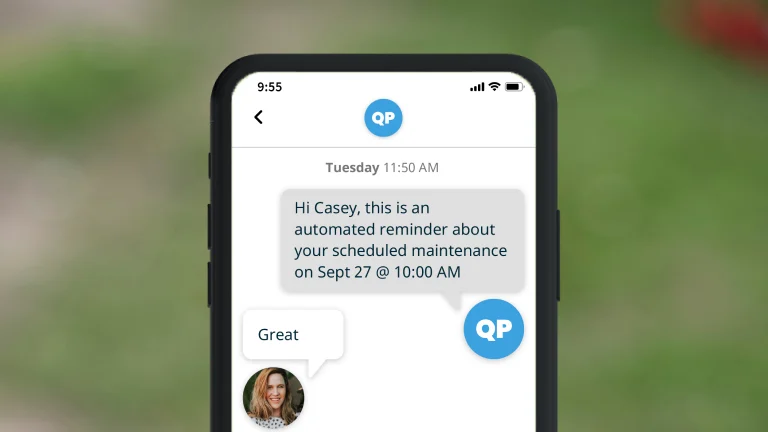 9:55
QP
Tuesday 11:50 AM
Hi Casey, this is an
automated reminder about
your scheduled maintenance
on Sept 27 @ 10:00 AM
QP
Great